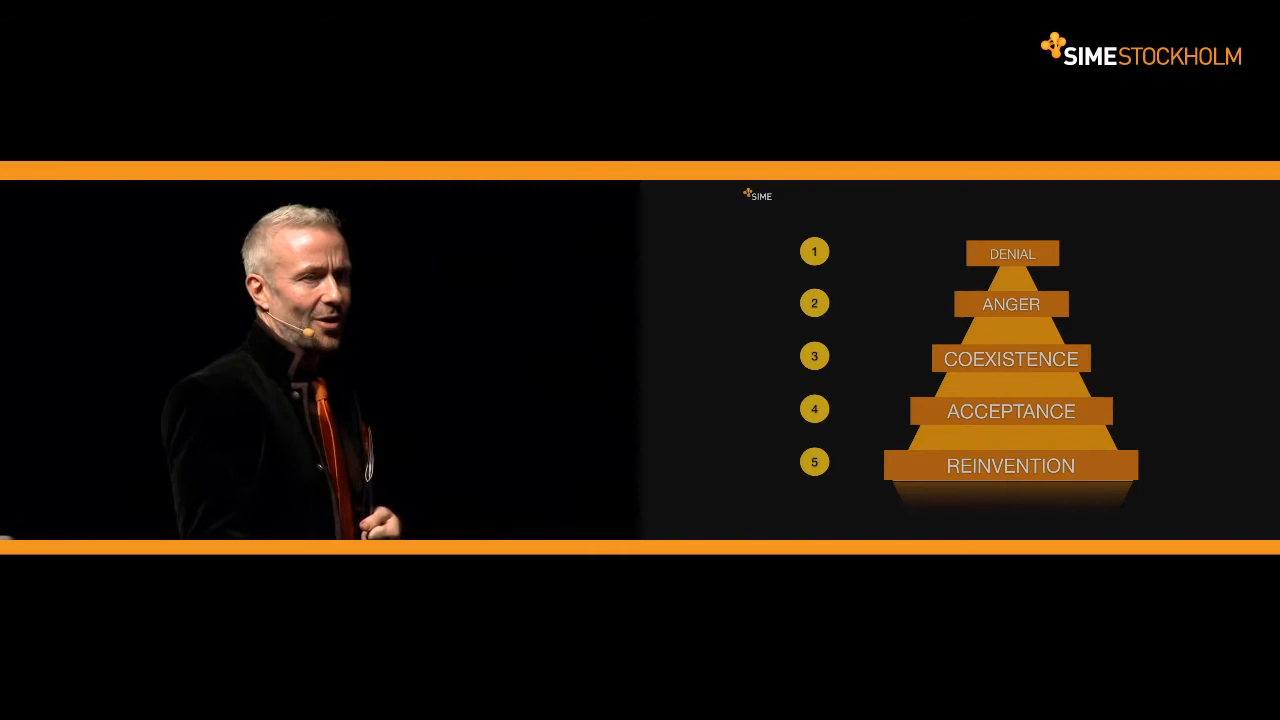 SIMESTOCKHOLM
SIME
1 DENIAL
2 ANGER
3 COEXISTENCE
4 ACCEPTANCE
5 REINVENTION